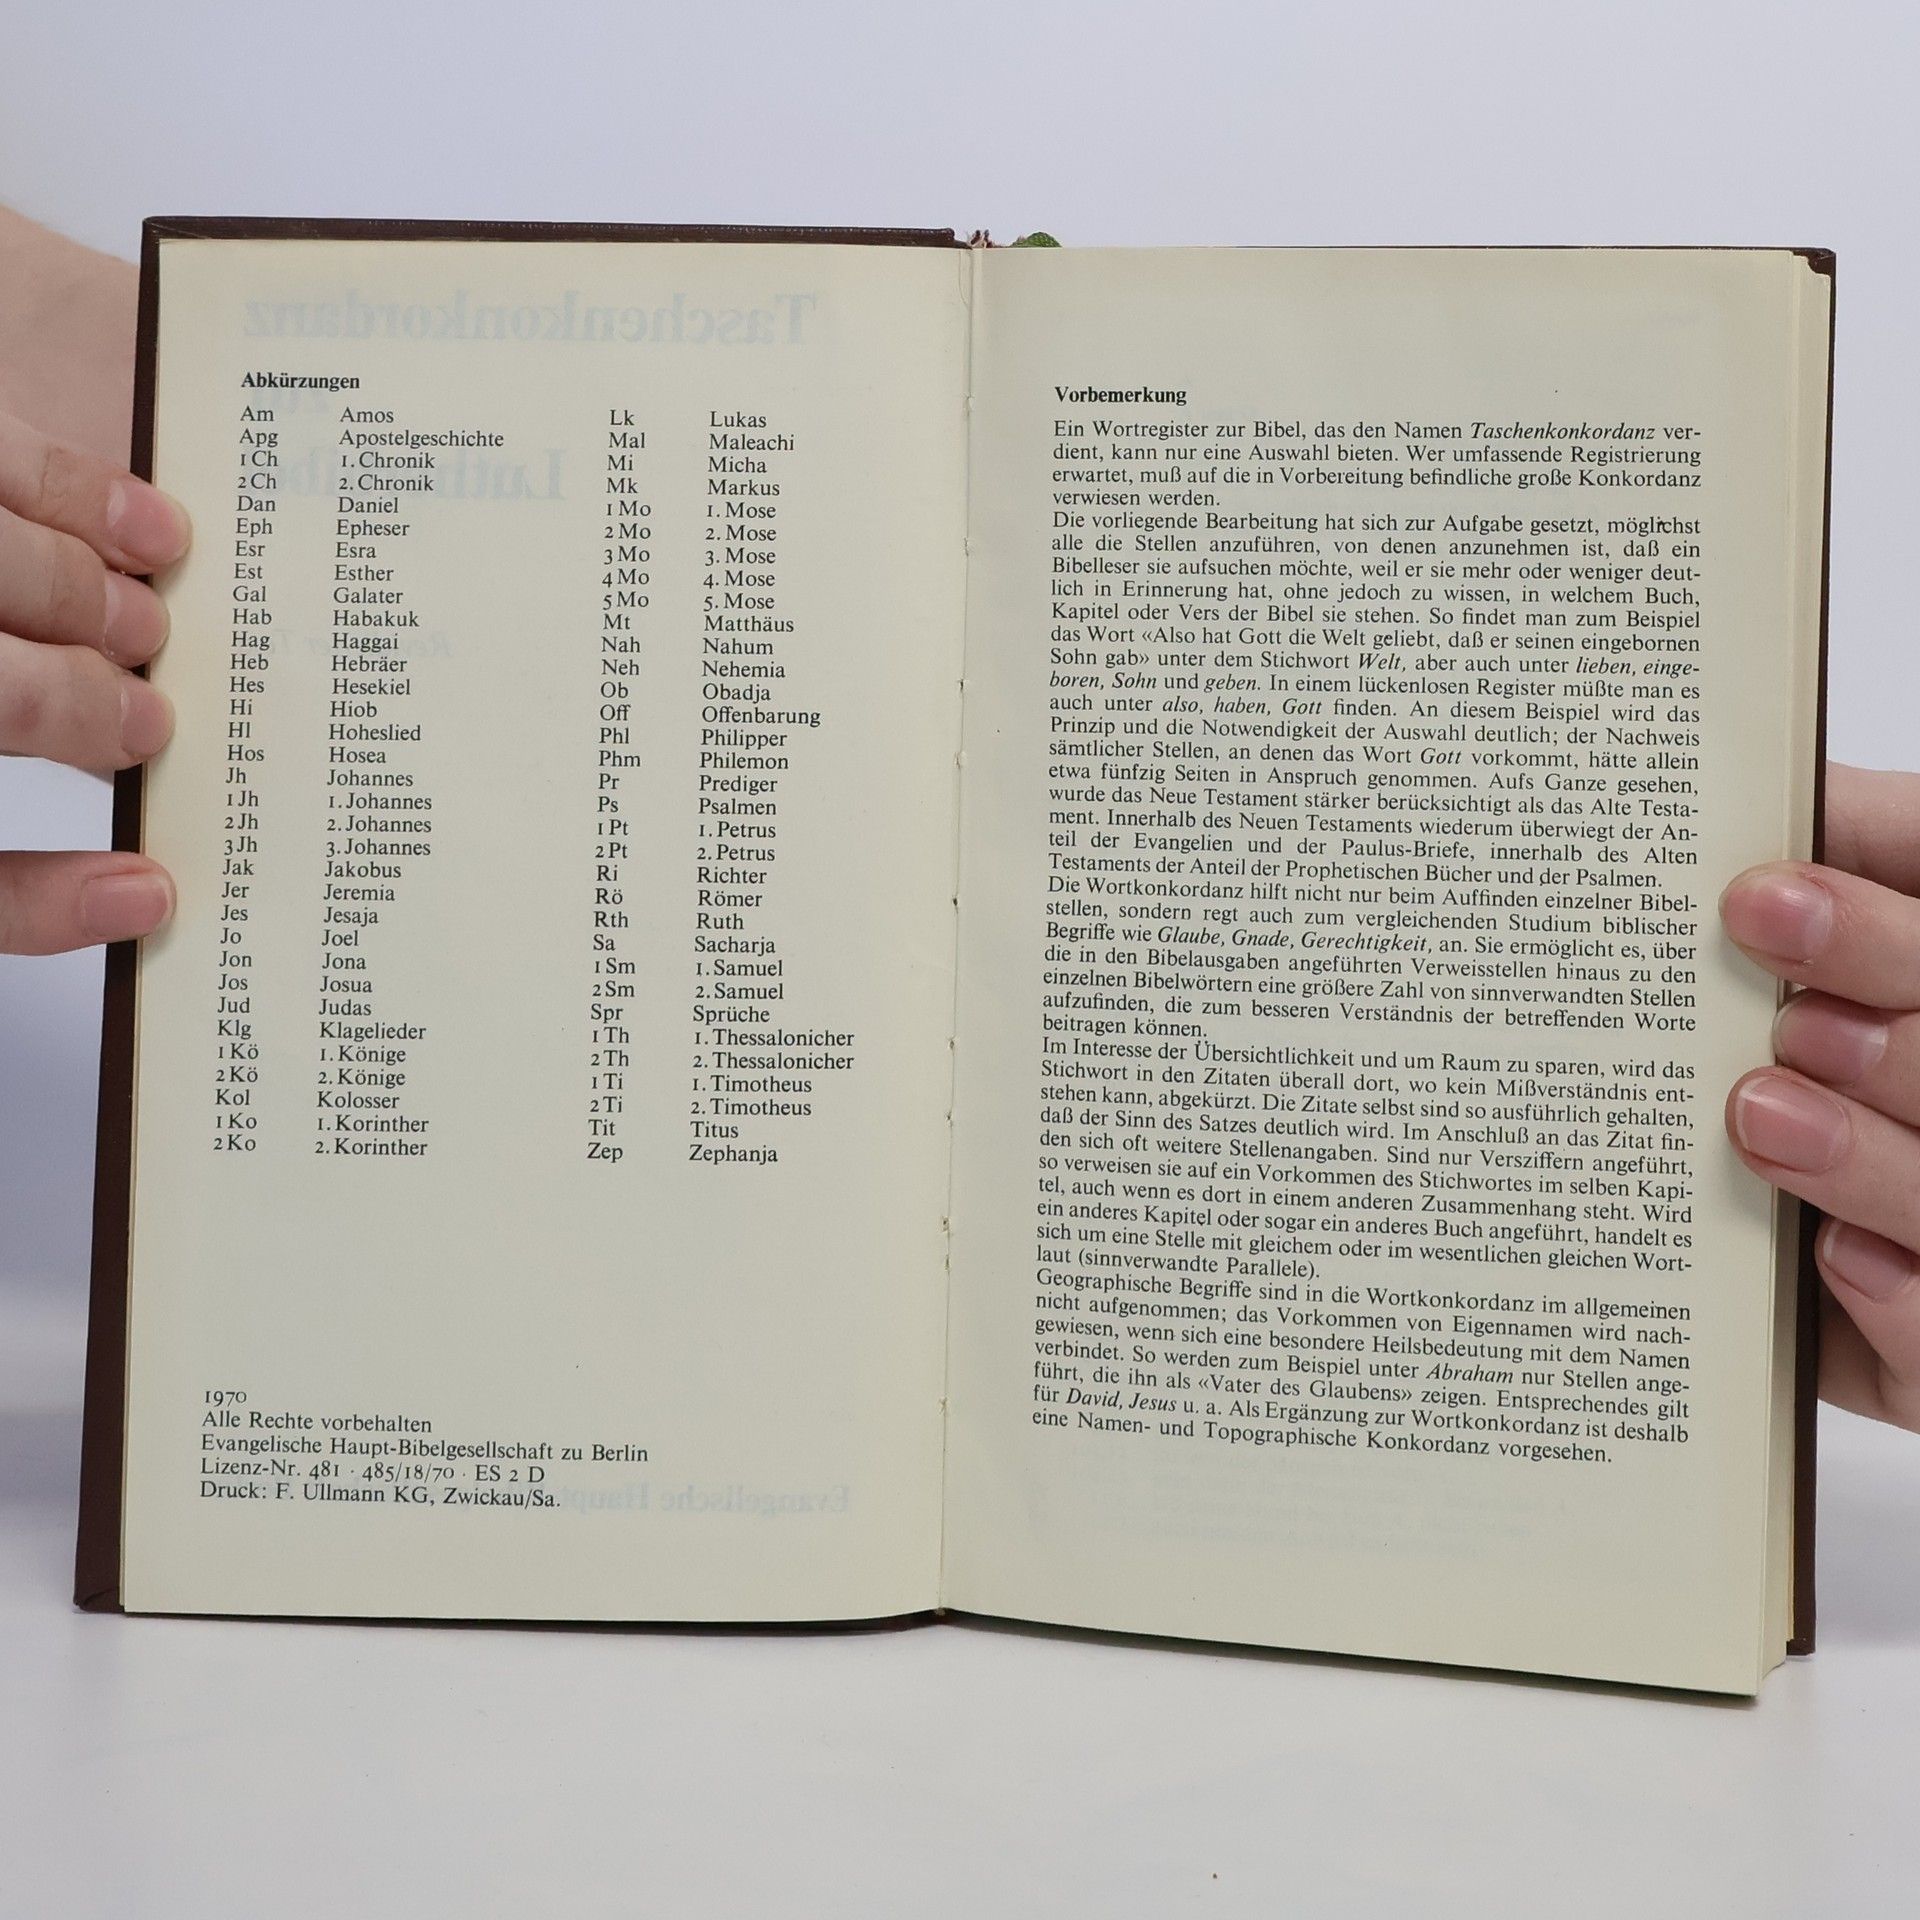 Abkürzungen
Am Amos
Apg Apostelgeschichte
1 Ch 1. Chronik
2 Ch 2. Chronik
Dan Daniel
Eph Epheser
Esr Esra
Est Esther
Gal Galater
Hab Habakuk
Hag Haggai
Heb Hebräer
Hes Hesekiel
Hi Hiob
Hl Hoheslied
Hos Hosea
Jh Johannes
1 Jh 1. Johannes
2 Jh 2. Johannes
3 Jh 3. Johannes
Jak Jakobus
Jer Jeremia
Jes Jesaja
Jo Joel
Jon Jona
Jos Josua
Jud Judas
Klg Klagelieder
1 Kö 1. Könige
2 Kö 2. Könige
Kol Kolosser
1 Ko 1. Korinther
2 Ko 2. Korinther
Lk Lukas
Mal Maleachi
Mi Micha
Mk Markus
1 Mo 1. Mose
2 Mo 2. Mose
3 Mo 3. Mose
4 Mo 4. Mose
5 Mo 5. Mose
Mt Matthäus
Nah Nahum
Neh Nehemia
Ob Obadja
Off Offenbarung
Phl Philipper
Phm Philemon
Pr Prediger
Ps Psalmen
1 Pt 1. Petrus
2 Pt 2. Petrus
Ri Richter
Rö Römer
Rth Ruth
Sa Sacharja
1 Sm 1. Samuel
2 Sm 2. Samuel
Spr Sprüche
1 Th 1. Thessalonicher
2 Th 2. Thessalonicher
1 Ti 1. Timotheus
2 Ti 2. Timotheus
Tit Titus
Zep Zephanja
1970
Alle Rechte vorbehalten
Evangelische Haupt-Bibelgesellschaft zu Berlin
Lizenz-Nr. 481 · 485/18/70 · ES 2 D
Druck: F. Ullmann KG, Zwickau/Sa.
Vorbemerkung
Ein Wortregister zur Bibel, das den Namen Taschenkonkordanz ver-
dient, kann nur eine Auswahl bieten. Wer umfassende Registrierung
erwartet, muß auf die in Vorbereitung befindliche große Konkordanz
verwiesen werden.
Die vorliegende Bearbeitung hat sich zur Aufgabe gesetzt, möglichst
alle die Stellen anzuführen, von denen anzunehmen ist, daß ein
Bibelleser sie aufsuchen möchte, weil er sie mehr oder weniger deut-
lich in Erinnerung hat, ohne jedoch zu wissen, in welchem Buch,
Kapitel oder Vers der Bibel sie stehen. So findet man zum Beispiel
das Wort «Also hat Gott die Welt geliebt, daß er seinen eingebornen
Sohn gab» unter dem Stichwort Welt, aber auch unter lieben, einge-
boren, Sohn und geben. In einem lückenlosen Register müßte man es
auch unter also, haben, Gott finden. An diesem Beispiel wird das
Prinzip und die Notwendigkeit der Auswahl deutlich; der Nachweis
sämtlicher Stellen, an denen das Wort Gott vorkommt, hätte allein
etwa fünfzig Seiten in Anspruch genommen. Aufs Ganze gesehen,
wurde das Neue Testament stärker berücksichtigt als das Alte Testa-
ment. Innerhalb des Neuen Testaments wiederum überwiegt der An-
teil der Evangelien und der Paulus-Briefe, innerhalb des Alten
Testaments der Anteil der Prophetischen Bücher und der Psalmen.
Die Wortkonkordanz hilft nicht nur beim Auffinden einzelner Bibel-
stellen, sondern regt auch zum vergleichenden Studium biblischer
Begriffe wie Glaube, Gnade, Gerechtigkeit, an. Sie ermöglicht es, über
die in den Bibelausgaben angeführten Verweisstellen hinaus zu den
einzelnen Bibelwörtern eine größere Zahl von sinnverwandten Stellen
aufzufinden, die zum besseren Verständnis der betreffenden Worte
beitragen können.
Im Interesse der Übersichtlichkeit und um Raum zu sparen, wird das
Stichwort in den Zitaten überall dort, wo kein Mißverständnis ent-
stehen kann, abgekürzt. Die Zitate selbst sind so ausführlich gehalten,
daß der Sinn des Satzes deutlich wird. Im Anschluß an das Zitat fin-
den sich oft weitere Stellenangaben. Sind nur Versziffern angeführt,
so verweisen sie auf ein Vorkommen des Stichwortes im selben Kapi-
tel, auch wenn es dort in einem anderen Zusammenhang steht. Wird
ein anderes Kapitel oder sogar ein anderes Buch angeführt, handelt es
sich um eine Stelle mit gleichem oder im wesentlichen gleichen Wort-
laut (sinnverwandte Parallele).
Geographische Begriffe sind in die Wortkonkordanz im allgemeinen
nicht aufgenommen; das Vorkommen von Eigennamen wird nach-
gewiesen, wenn sich eine besondere Heilsbedeutung mit dem Namen
verbindet. So werden zum Beispiel unter Abraham nur Stellen ange-
führt, die ihn als «Vater des Glaubens» zeigen. Entsprechendes gilt
für David, Jesus u. a. Als Ergänzung zur Wortkonkordanz ist deshalb
eine Namen- und Topographische Konkordanz vorgesehen.